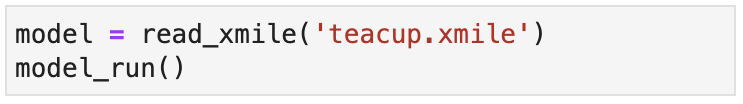 model = read_xmile('teacup.xmile')
model_run()